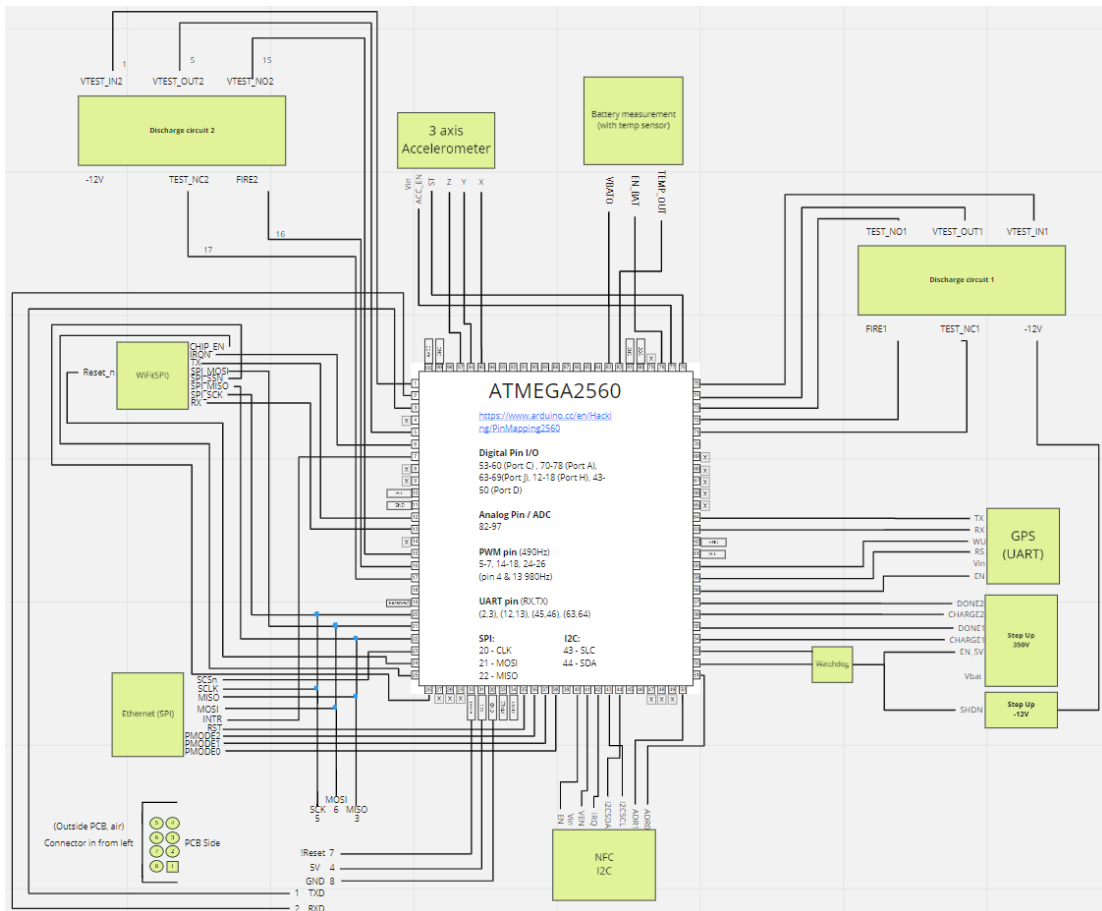 1
5
15
VTEST_IN2
VTEST_OUT2
VTEST_NO2
Discharge circuit 2
-12V
TEST_NC2
FIRE2
16
17
3 axis
Accelerometer
Vin
ACC_EN
ST
Z
Y
X
Battery measurement
(with temp sensor)
VBATO
EN_BAT
TEMP_OUT
TEST_NO1
VTEST_OUT1
VTEST_IN1
Discharge circuit 1
FIRE1
TEST_NC1
-12V
Reset_n
WiFi(SPI)
CHIP_EN
IRQN
TX
SPI_MOSI
SPI_SSN
SPI_MISO
SPI_SCK
RX
ATMEGA2560
https://www.arduino.cc/en/Hacki
ng/PinMapping2560
Digital Pin I/O
53-60 (Port C) , 70-78 (Port A),
63-69(Port J), 12-18 (Port H), 43-
50 (Port D)
Analog Pin / ADC
82-97
PWM pin (490Hz)
5-7, 14-18, 24-26
(pin 4 & 13 980Hz)
UART pin (RX,TX)
(2,3), (12,13), (45,46), (63,64)
SPI:
20 - CLK
21 - MOSI
22 - MISO
I2C:
43 - SLC
44 - SDA
TX
RX
WU
RS
Vin
EN
GPS
(UART)
DONE2
CHARGE2
DONE1
CHARGE1
EN_5V
Vbat
Step Up
350V
Watchdog
SHDN
Step Up
-12V
Ethernet (SPI)
SCSn
SCLK
MISO
MOSI
INTR
RST
PMODE2
PMODE1
PMODE0
SCK
5
MOSI
6
MISO
3
(Outside PCB, air)
Connector in from left
5
4
6
3
7
2
8
1
PCB Side
!Reset 7
5V 4
GND 8
1 TXD
2 RXD
EN
Vin
VEN
IRQ
I2CSDA
I2CSCL
ADR1
ADR0
NFC
I2C